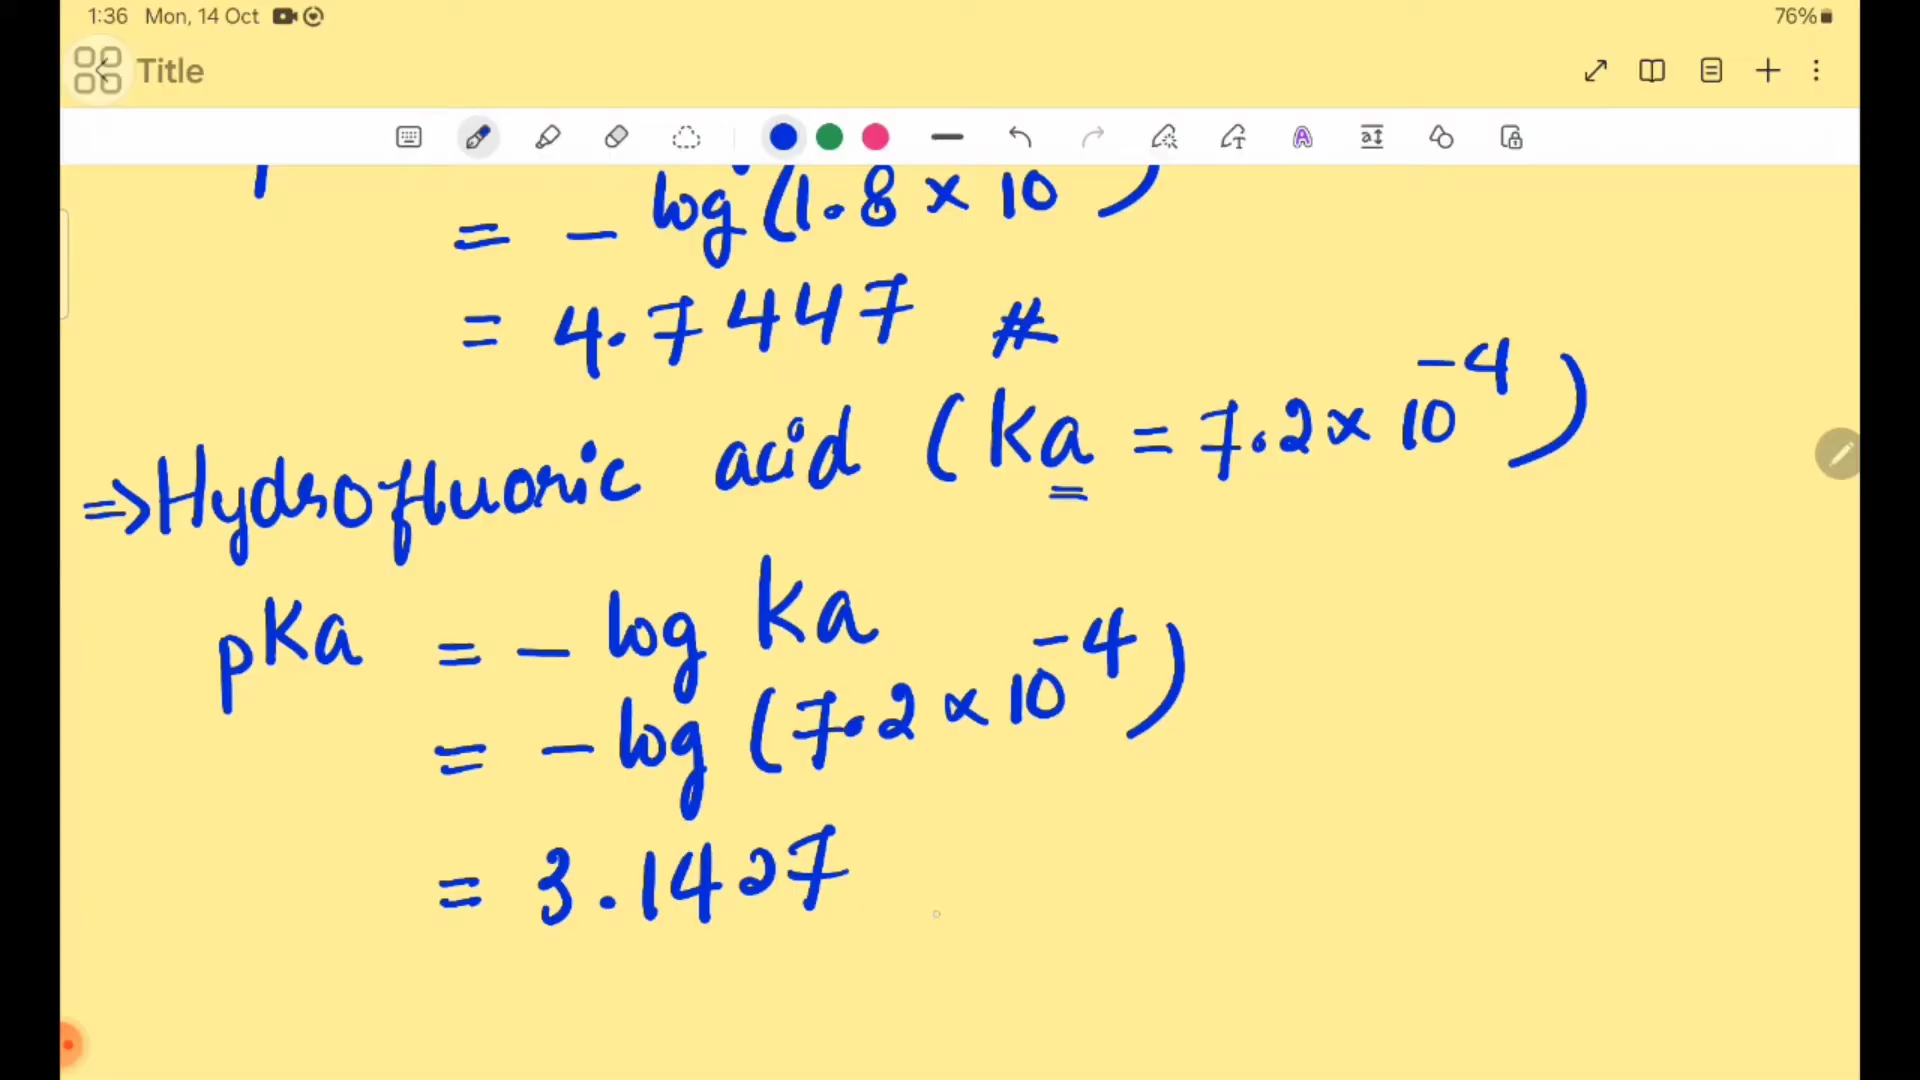 1:36 Mon, 14 Oct 76%
Title
= - log (1.8 x 10 )
= 4.7447 #
⇒ Hydrofluoric acid (Ka = 7.2 x 10⁻⁴)
pKa = - log Ka
= - log (7.2 x 10⁻⁴)
= 3.1427